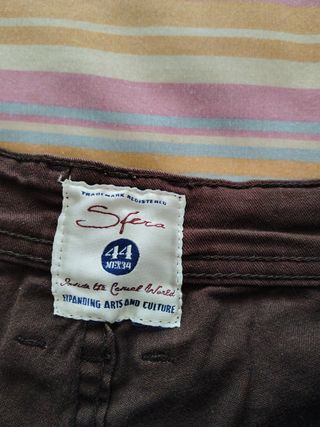 TRADEMARK REGISTERED
Sfera
44
MEX34
Inside the Casual World
EXPANDING ARTS AND CULTURE